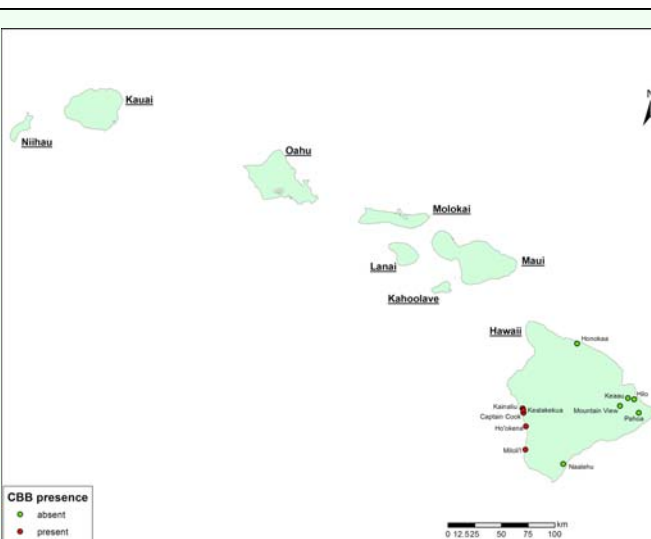 Kauai
N
Niihau
Oahu
Molokai
Lanai
Maui
Kahoolave
Hawaii
Honokaa
Keaau
Hilo
Kainaliu
Kealakekua
Mountain View
Captain Cook
Pahoa
Ho'okena
Miloli'i
Naalehu
CBB presence
absent
present
km
0 12.525 50 75 100